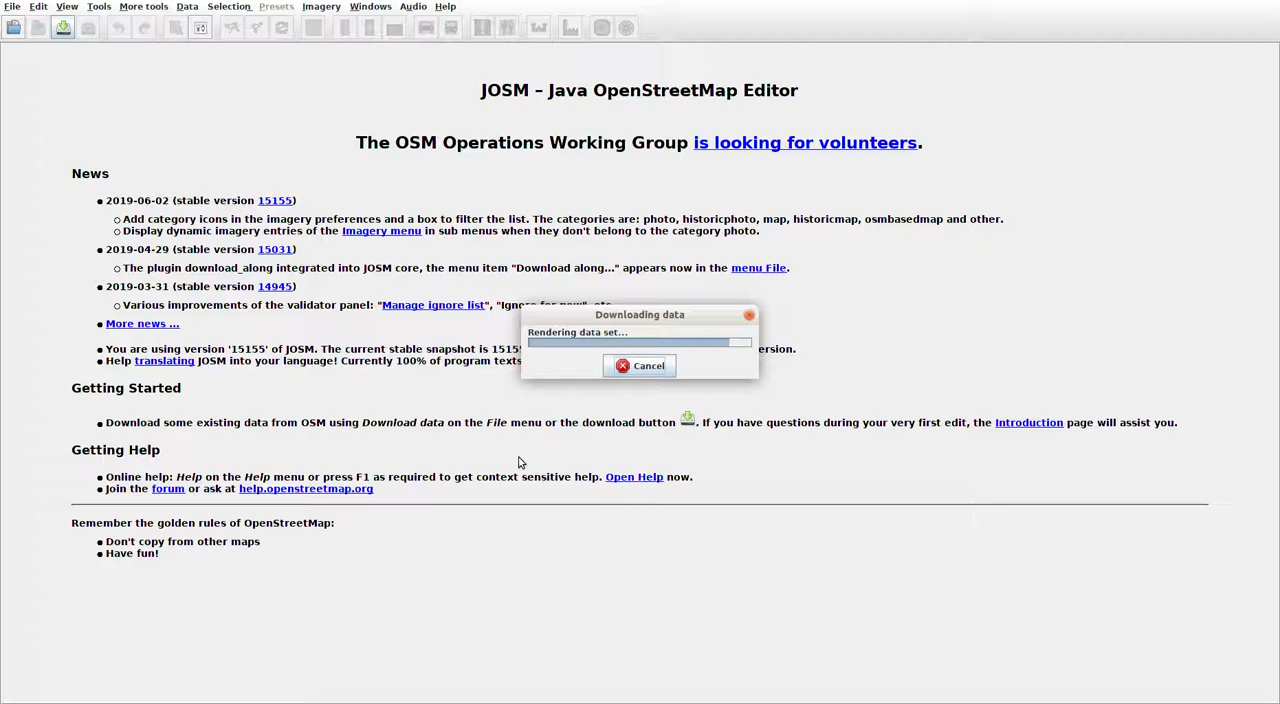 File Edit View Tools More tools Data Selection Presets Imagery Windows Audio Help
JOSM – Java OpenStreetMap Editor
The OSM Operations Working Group is looking for volunteers.
News
2019-06-02 (stable version 15155)
Add category icons in the imagery preferences and a box to filter the list. The categories are: photo, historicphoto, map, historicmap, osmbasedmap and other.
Display dynamic imagery entries of the Imagery menu in sub menus when they don't belong to the category photo.
2019-04-29 (stable version 15031)
The plugin download_along integrated into JOSM core, the menu item "Download along..." appears now in the menu File.
2019-03-31 (stable version 14945)
Various improvements of the validator panel: "Manage ignore list", "Ignore for now", etc.
More news ...
You are using version '15155' of JOSM. The current stable snapshot is 1515 version.
Help translating JOSM into your language! Currently 100% of program texts
Downloading data
Rendering data set...
Cancel
Getting Started
Download some existing data from OSM using Download data on the File menu or the download button . If you have questions during your very first edit, the Introduction page will assist you.
Getting Help
Online help: Help on the Help menu or press F1 as required to get context sensitive help. Open Help now.
Join the forum or ask at help.openstreetmap.org
Remember the golden rules of OpenStreetMap:
Don't copy from other maps
Have fun!